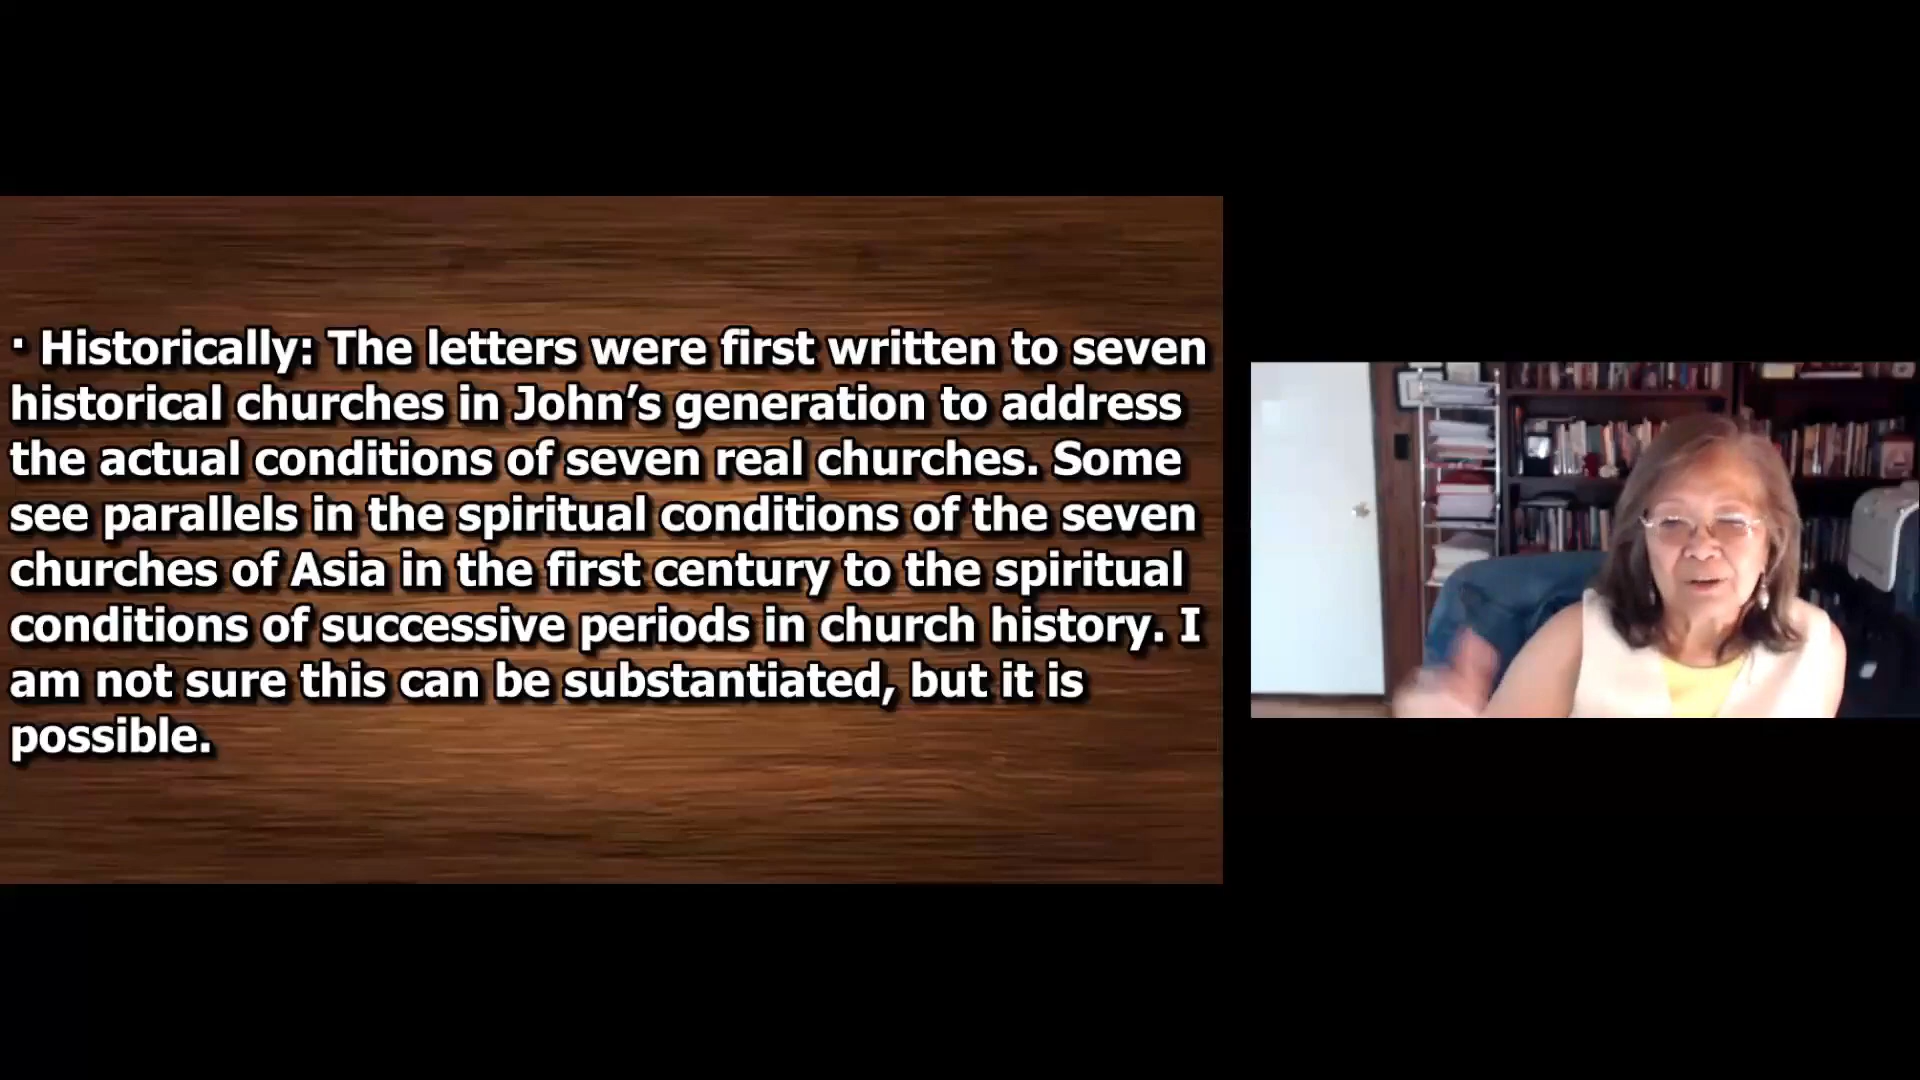 · Historically: The letters were first written to seven
historical churches in John’s generation to address
the actual conditions of seven real churches. Some
see parallels in the spiritual conditions of the seven
churches of Asia in the first century to the spiritual
conditions of successive periods in church history. I
am not sure this can be substantiated, but it is
possible.